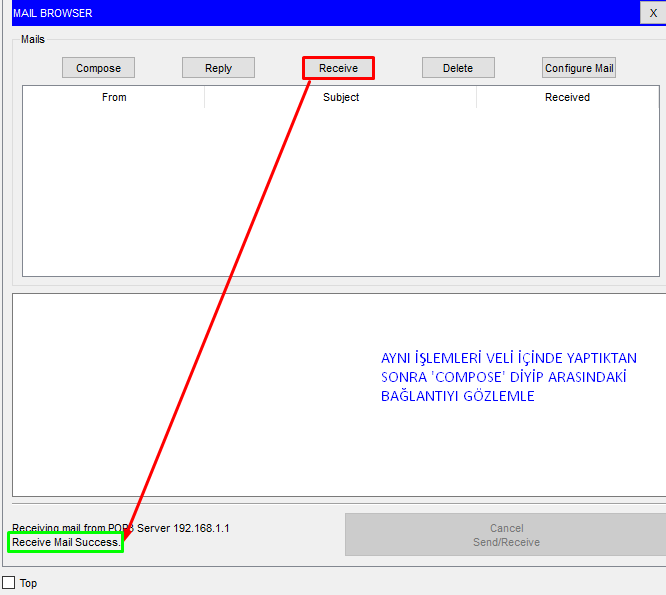 MAIL BROWSER
X
Mails
Compose
Reply
Receive
Delete
Configure Mail
From
Subject
Received
AYNI İŞLEMLERİ VELİ İÇİNDE YAPTIKTAN
SONRA 'COMPOSE' DİYİP ARASINDAKİ
BAĞLANTIYI GÖZLEMLE
Receiving mail from POP3 Server 192.168.1.1
Receive Mail Success.
Cancel
Send/Receive
Top